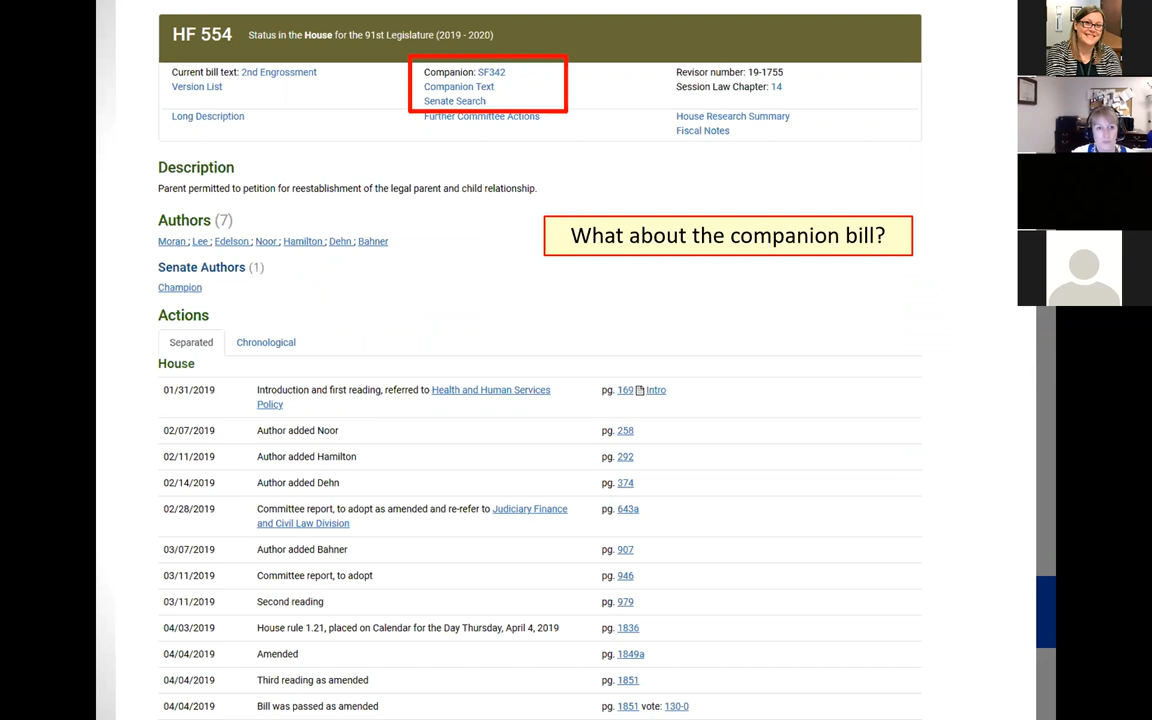 HF 554 Status in the House for the 91st Legislature (2019 - 2020)
Current bill text: 2nd Engrossment
Version List
Companion: SF342
Companion Text
Senate Search
Revisor number: 19-1755
Session Law Chapter: 14
Long Description
Further Committee Actions
House Research Summary
Fiscal Notes
Description
Parent permitted to petition for reestablishment of the legal parent and child relationship.
Authors (7)
Moran ; Lee ; Edelson ; Noor ; Hamilton ; Dehn ; Bahner
What about the companion bill?
Senate Authors (1)
Champion
Actions
Separated Chronological
House
01/31/2019 Introduction and first reading, referred to Health and Human Services pg. 169 Intro
Policy
02/07/2019 Author added Noor pg. 258
02/11/2019 Author added Hamilton pg. 292
02/14/2019 Author added Dehn pg. 374
02/28/2019 Committee report, to adopt as amended and re-refer to Judiciary Finance pg. 643a
and Civil Law Division
03/07/2019 Author added Bahner pg. 907
03/11/2019 Committee report, to adopt pg. 946
03/11/2019 Second reading pg. 979
04/03/2019 House rule 1.21, placed on Calendar for the Day Thursday, April 4, 2019 pg. 1836
04/04/2019 Amended pg. 1849a
04/04/2019 Third reading as amended pg. 1851
04/04/2019 Bill was passed as amended pg. 1851 vote: 130-0